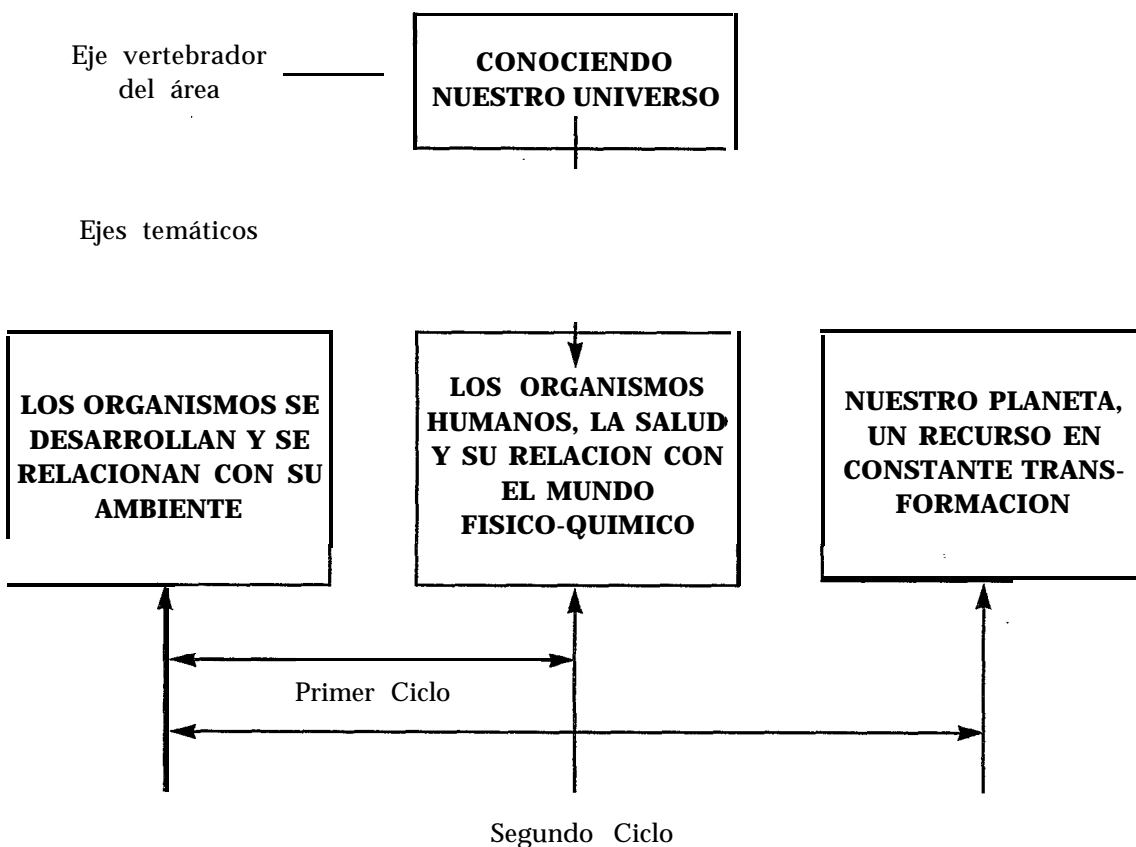 Eje vertebrador
del área
CONOCIENDO
NUESTRO UNIVERSO
Ejes temáticos
LOS ORGANISMOS SE
DESARROLLAN Y SE
RELACIONAN CON SU
AMBIENTE
LOS ORGANISMOS
HUMANOS, LA SALUD
Y SU RELACION CON
EL MUNDO
FISICO-QUIMICO
NUESTRO PLANETA,
UN RECURSO EN
CONSTANTE TRANS-
FORMACION
Primer Ciclo
Segundo Ciclo